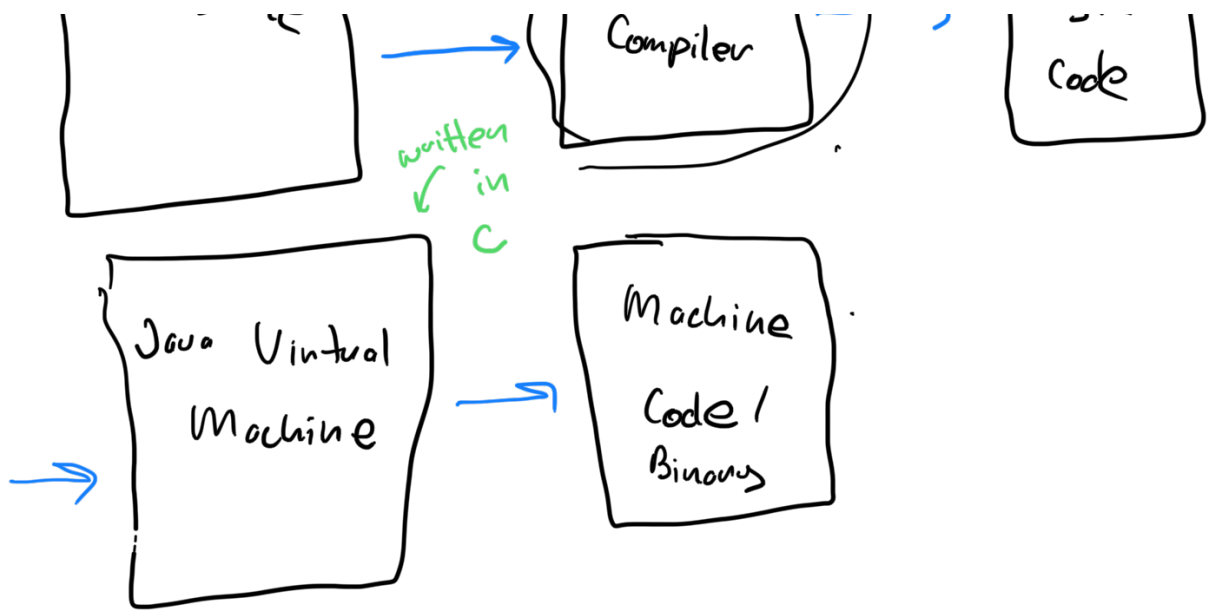 Compiler
Code
written
in
C
Java Virtual
Machine
Machine
Code /
Binary